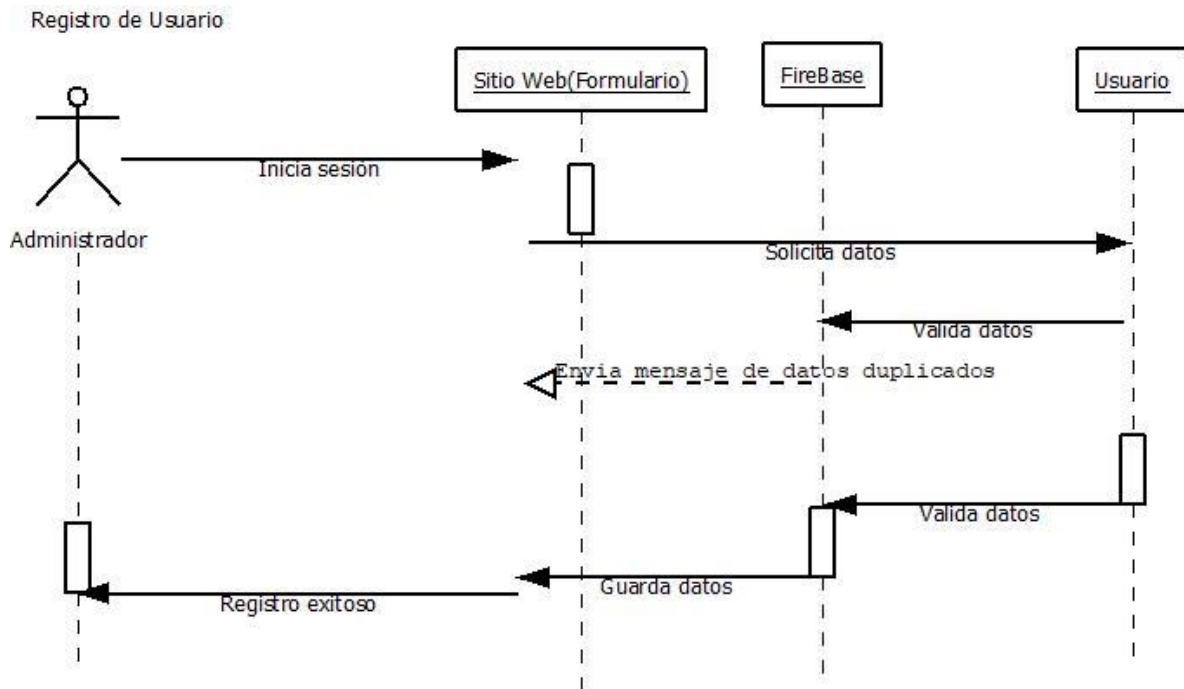 Registro de Usuario
Sitio Web(Formulario)
FireBase
Usuario
Administrador
Inicia sesión
Solicita datos
Valida datos
Envia mensaje de datos duplicados
Valida datos
Guarda datos
Registro exitoso